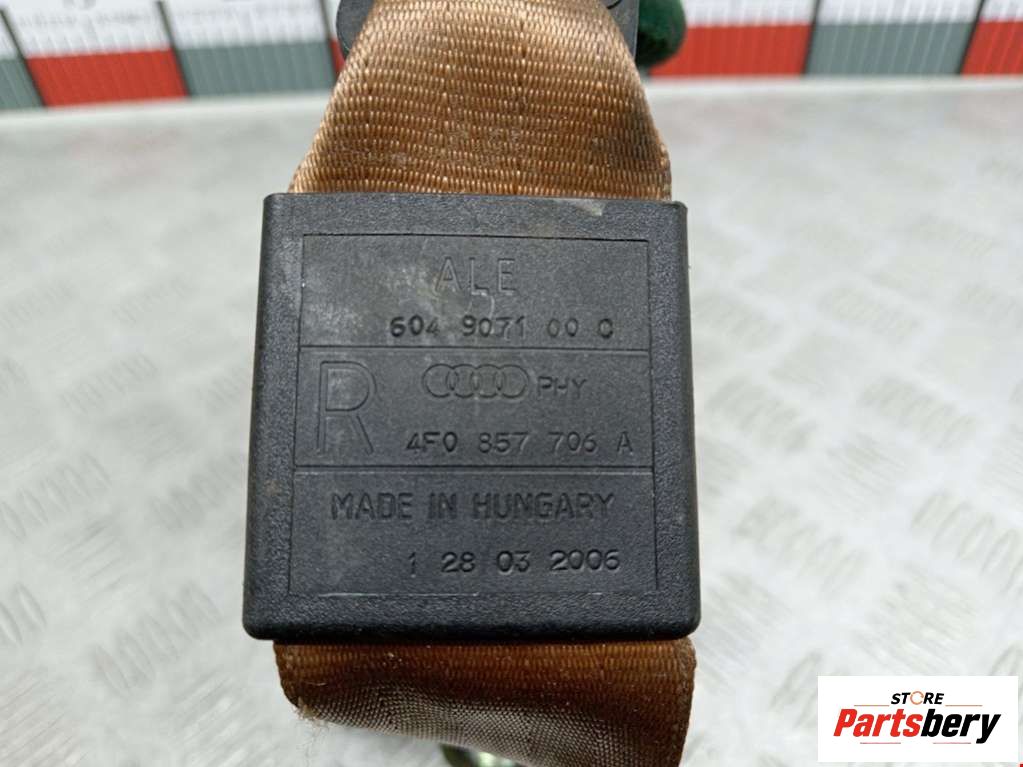 ALE
604 9071 00 C
R
PHY
4F0 857 706 A
MADE IN HUNGARY
1 28 03 2006
STORE
Partsbery